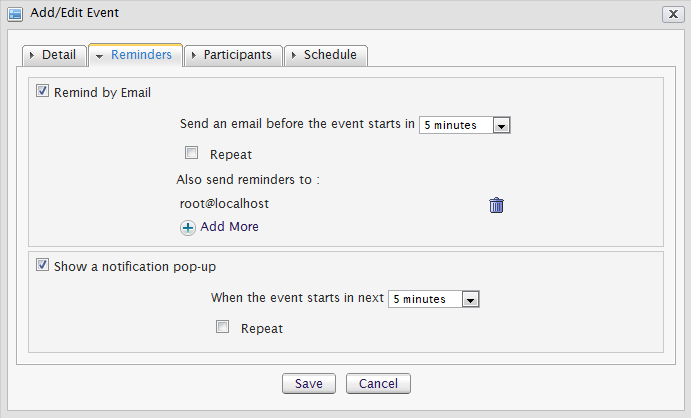 Add/Edit Event
Detail Reminders Participants Schedule
Remind by Email
Send an email before the event starts in 5 minutes
Repeat
Also send reminders to :
root@localhost
Add More
Show a notification pop-up
When the event starts in next 5 minutes
Repeat
Save Cancel